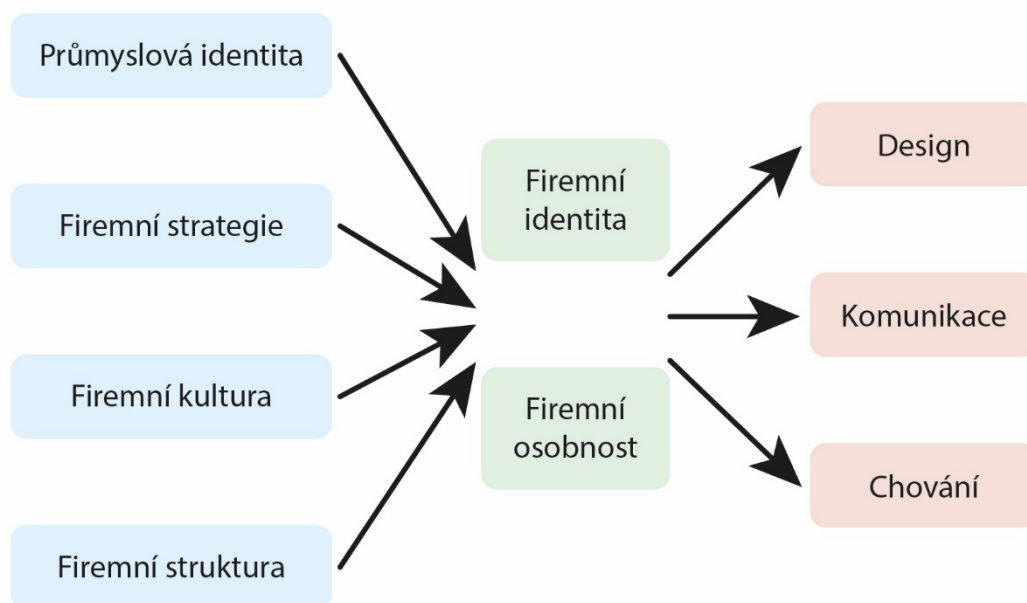 Průmyslová identita
Firemní strategie
Firemní kultura
Firemní struktura
Firemní
identita
Firemní
osobnost
Design
Komunikace
Chování